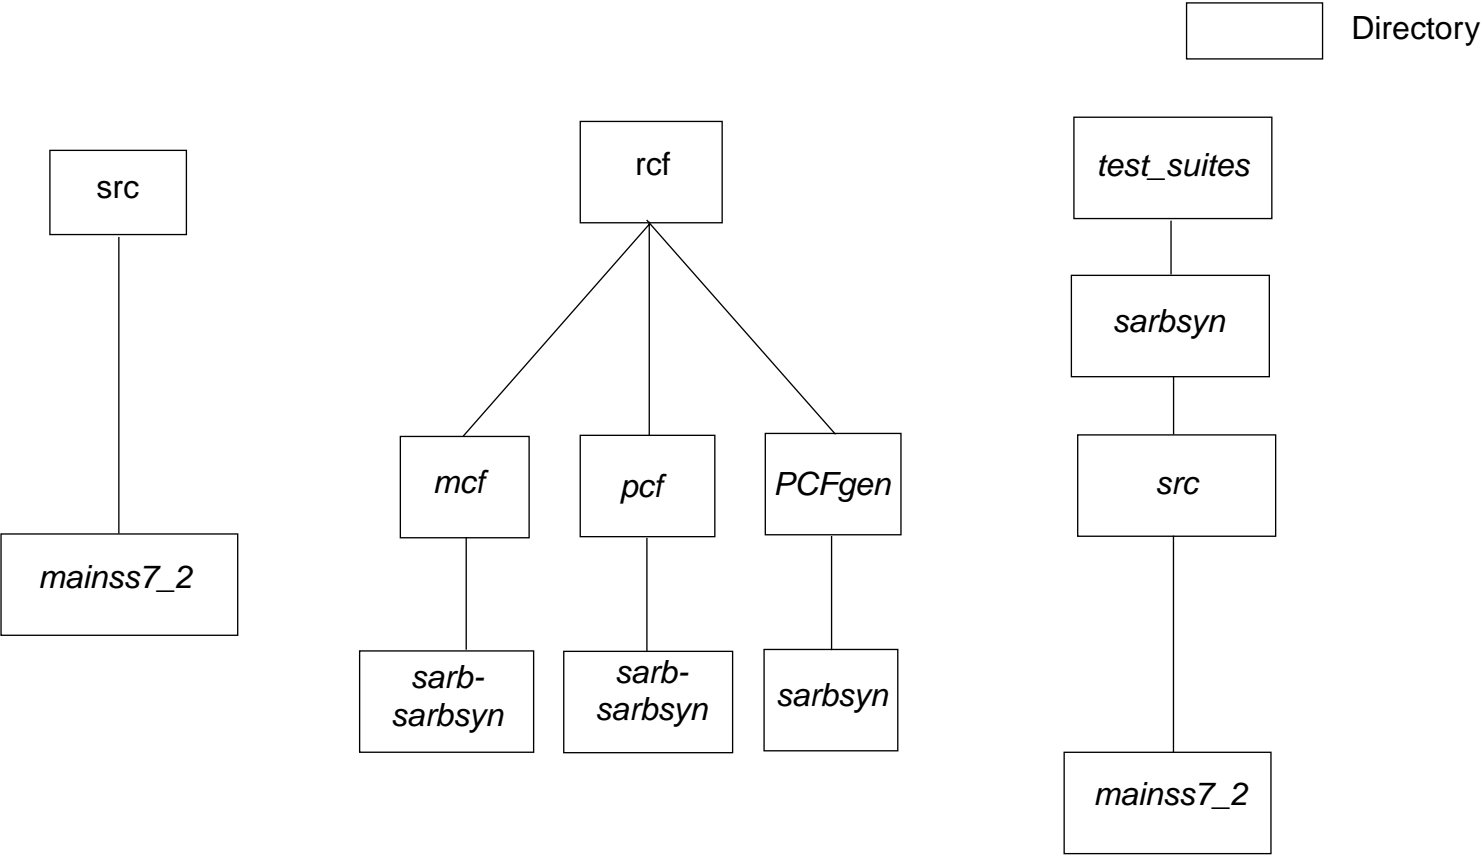 Directory
src
rcf
test_suites
sarbsyn
mcf
pcf
PCFgen
src
mainss7_2
sarb-
sarbsyn
sarb-
sarbsyn
sarbsyn
mainss7_2